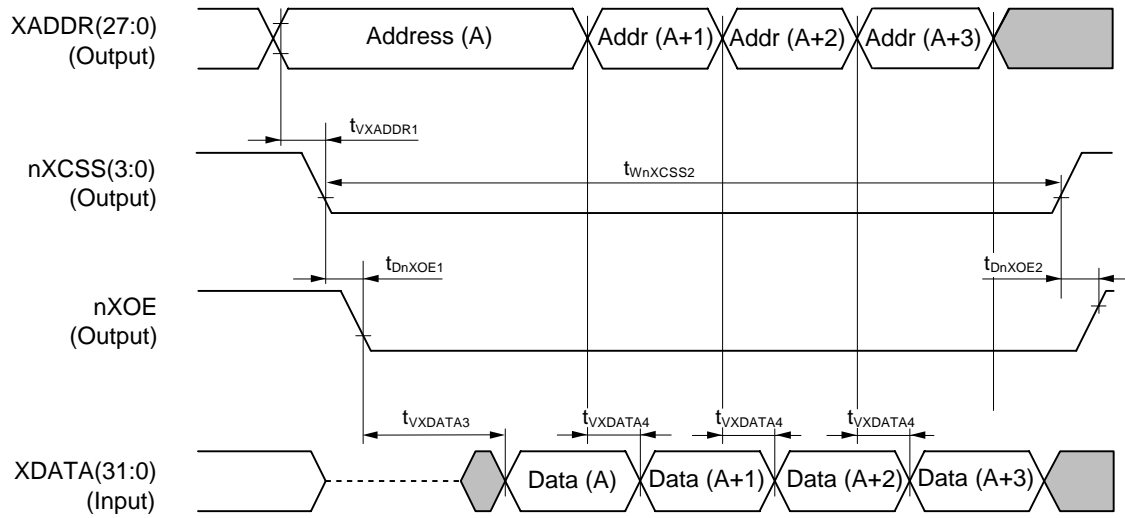 XADDR(27:0)
(Output)
Address (A)
Addr (A+1)
Addr (A+2)
Addr (A+3)
tVXADDR1
nXCSS(3:0)
(Output)
tWnXCSS2
tDnXOE1
tDnXOE2
nXOE
(Output)
tVXDATA3
tVXDATA4
tVXDATA4
tVXDATA4
XDATA(31:0)
(Input)
Data (A)
Data (A+1)
Data (A+2)
Data (A+3)